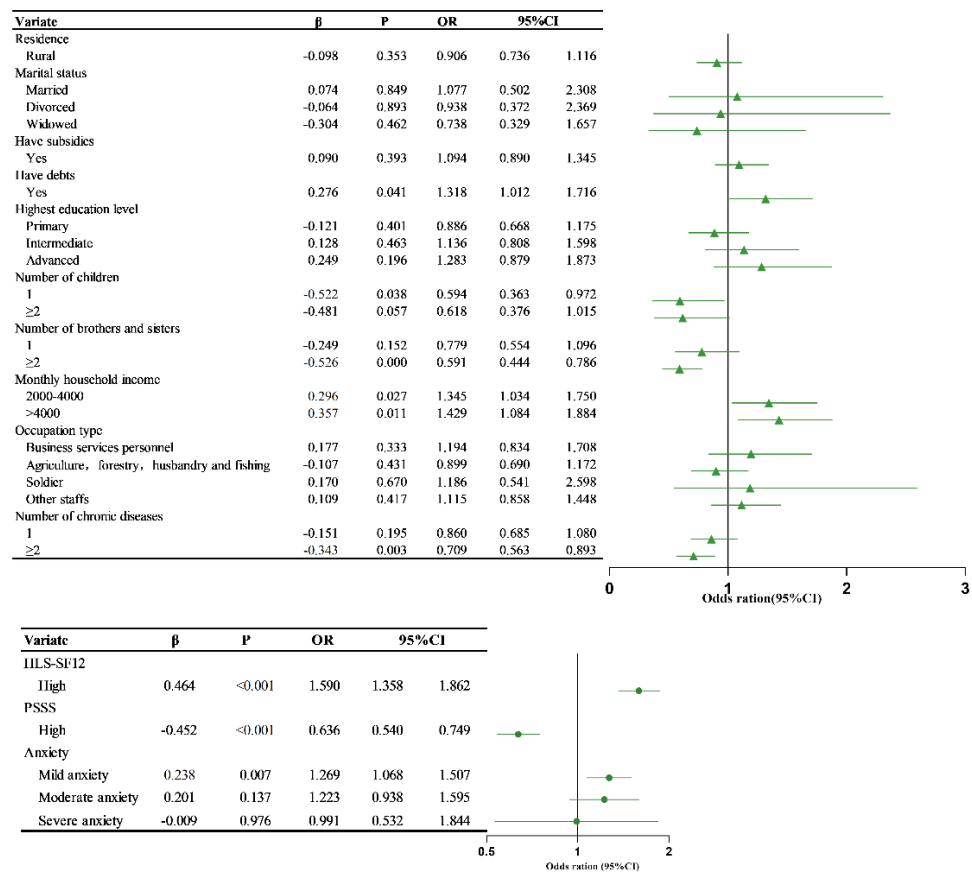 Variate β P OR 95%CI
Residence
Rural -0.098 0.353 0.906 0.736 1.116
Marital status
Married 0.074 0.849 1.077 0.502 2.308
Divorced -0.064 0.893 0.938 0.372 2.369
Widowed -0.304 0.462 0.738 0.329 1.657
Have subsidies
Yes 0.090 0.393 1.094 0.890 1.345
Have debts
Yes 0.276 0.041 1.318 1.012 1.716
Highest education level
Primary -0.121 0.401 0.886 0.668 1.175
Intermediate 0.128 0.463 1.136 0.808 1.598
Advanced 0.249 0.196 1.283 0.879 1.873
Number of children
1 -0.522 0.038 0.594 0.363 0.972
≥2 -0.481 0.057 0.618 0.376 1.015
Number of brothers and sisters
1 -0.249 0.152 0.779 0.554 1.096
≥2 -0.526 0.000 0.591 0.444 0.786
Monthly household income
2000-4000 0.296 0.027 1.345 1.034 1.750
>4000 0.357 0.011 1.429 1.084 1.884
Occupation type
Business services personnel 0.177 0.333 1.194 0.834 1.708
Agriculture，forestry，husbandry and fishing -0.107 0.431 0.899 0.690 1.172
Soldier 0.170 0.670 1.186 0.541 2.598
Other staffs 0.109 0.417 1.115 0.858 1.448
Number of chronic diseases
1 -0.151 0.195 0.860 0.685 1.080
≥2 -0.343 0.003 0.709 0.563 0.893
0 1 2 3
Odds ration(95%CI)
Variate β P OR 95%CI
HLS-SF12
High 0.464 <0.001 1.590 1.358 1.862
PSSS
High -0.452 <0.001 0.636 0.540 0.749
Anxiety
Mild anxiety 0.238 0.007 1.269 1.068 1.507
Moderate anxiety 0.201 0.137 1.223 0.938 1.595
Severe anxiety -0.009 0.976 0.991 0.532 1.844
0.5 1 2
Odds ration (95%CI)